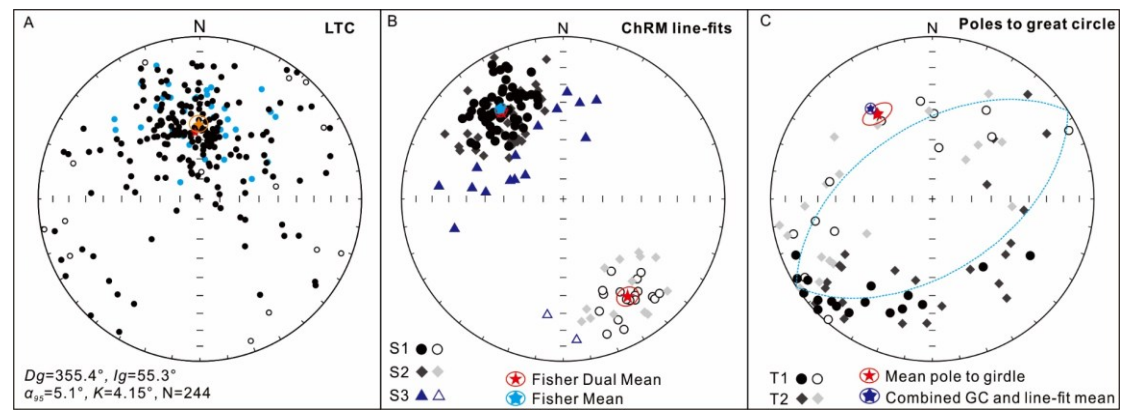 A
N
LTC
Dg=355.4°, Ig=55.3°
α95=5.1°, K=4.15°, N=244
B
N
ChRM line-fits
S1
S2
S3
Fisher Dual Mean
Fisher Mean
C
N
Poles to great circle
T1
T2
Mean pole to girdle
Combined GC and line-fit mean